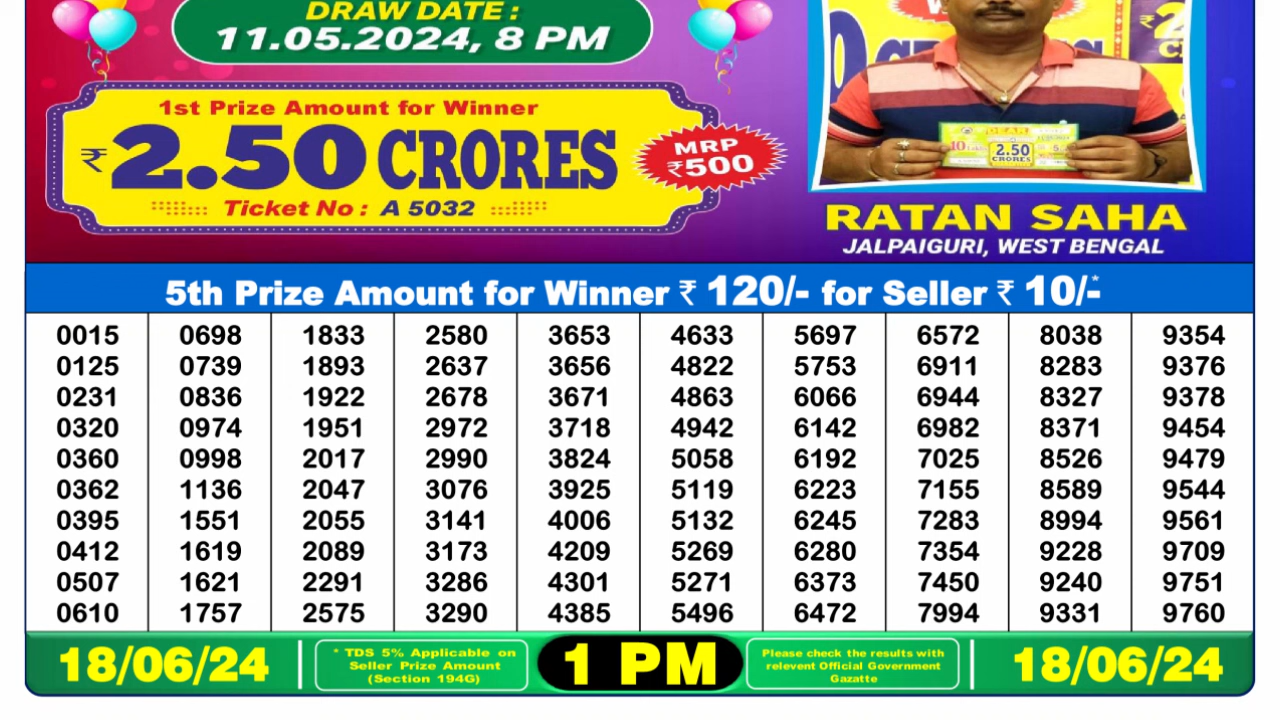 DRAW DATE :
11.05.2024, 8 PM
1st Prize Amount for Winner
₹ 2.50 CRORES
MRP
₹500
Ticket No : A 5032
DEAR
2.50
CRORES
RATAN SAHA
JALPAIGURI, WEST BENGAL
5th Prize Amount for Winner ₹ 120/- for Seller ₹ 10/-*
0015 0698 1833 2580 3653 4633 5697 6572 8038 9354
0125 0739 1893 2637 3656 4822 5753 6911 8283 9376
0231 0836 1922 2678 3671 4863 6066 6944 8327 9378
0320 0974 1951 2972 3718 4942 6142 6982 8371 9454
0360 0998 2017 2990 3824 5058 6192 7025 8526 9479
0362 1136 2047 3076 3925 5119 6223 7155 8589 9544
0395 1551 2055 3141 4006 5132 6245 7283 8994 9561
0412 1619 2089 3173 4209 5269 6280 7354 9228 9709
0507 1621 2291 3286 4301 5271 6373 7450 9240 9751
0610 1757 2575 3290 4385 5496 6472 7994 9331 9760
18/06/24
* TDS 5% Applicable on
Seller Prize Amount
(Section 194G)
1 PM
Please check the results with
relevent Official Government
Gazatte
18/06/24